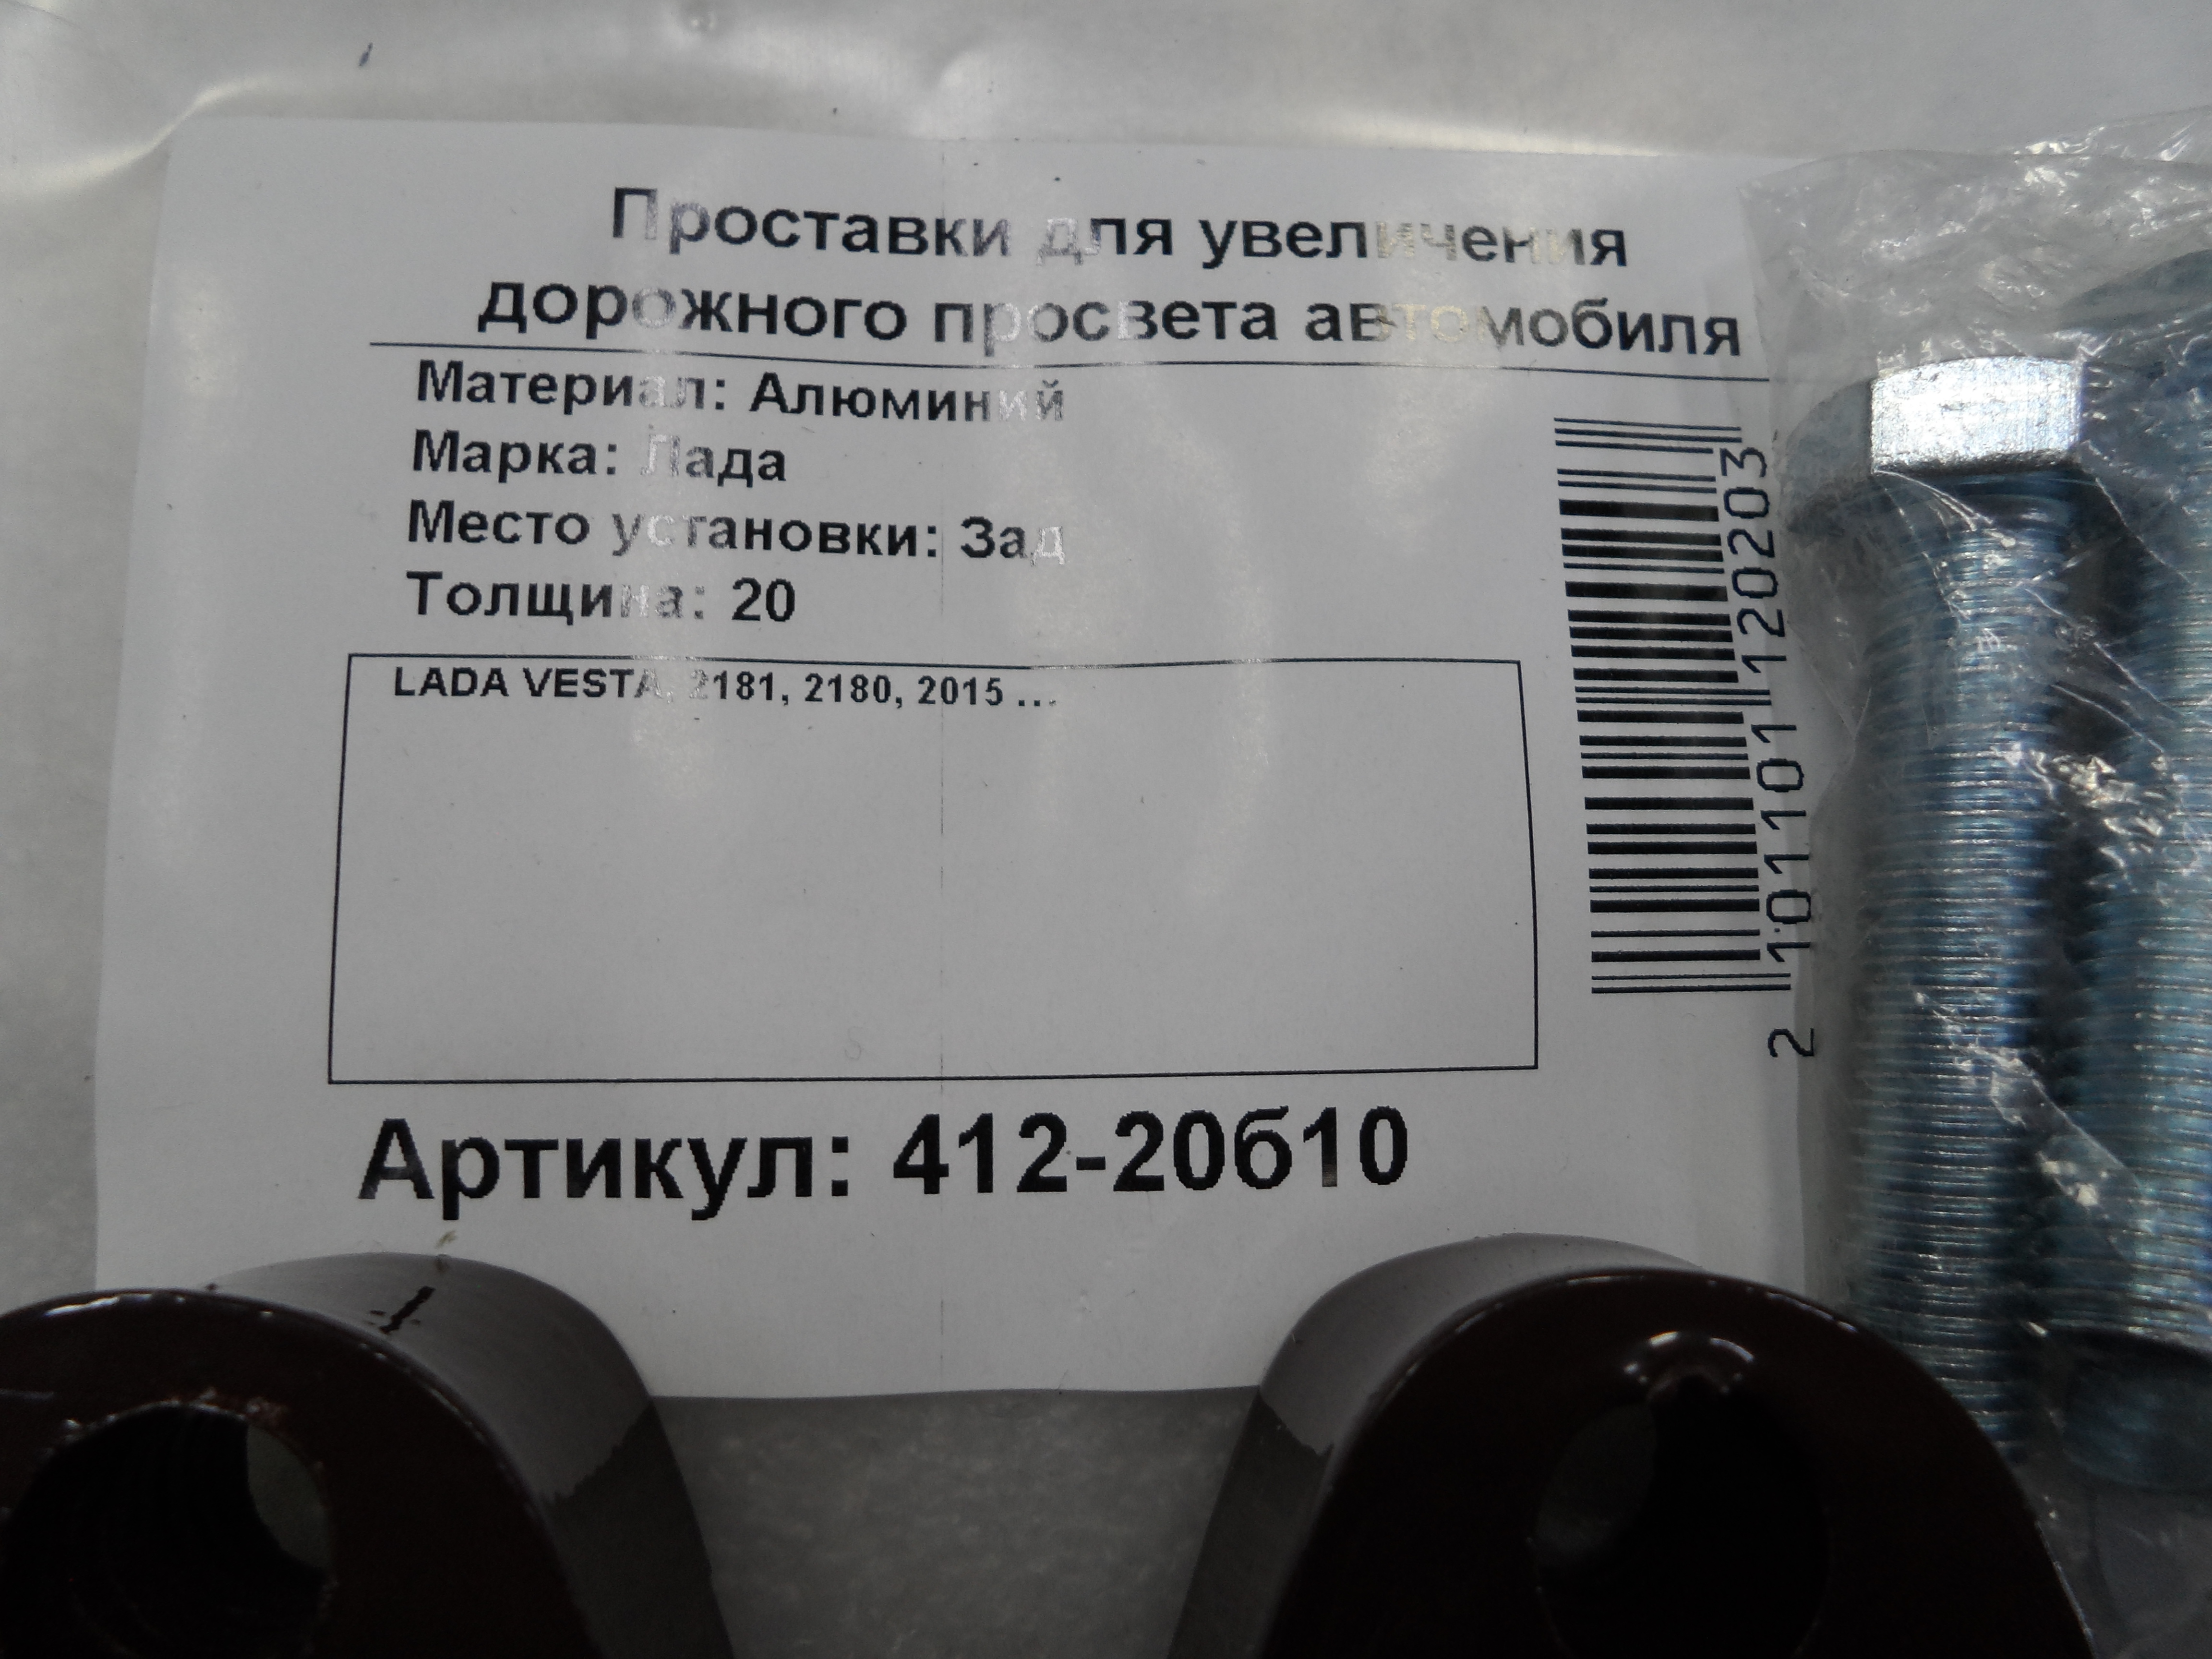 Проставки для увеличения
дорожного просвета автомобиля
Материал: Алюминий
Марка: Лада
Место установки: Зад
Толщина: 20
LADA VESTA, 2181, 2180, 2015 ...
2 101101 120203
Артикул: 412-20б10